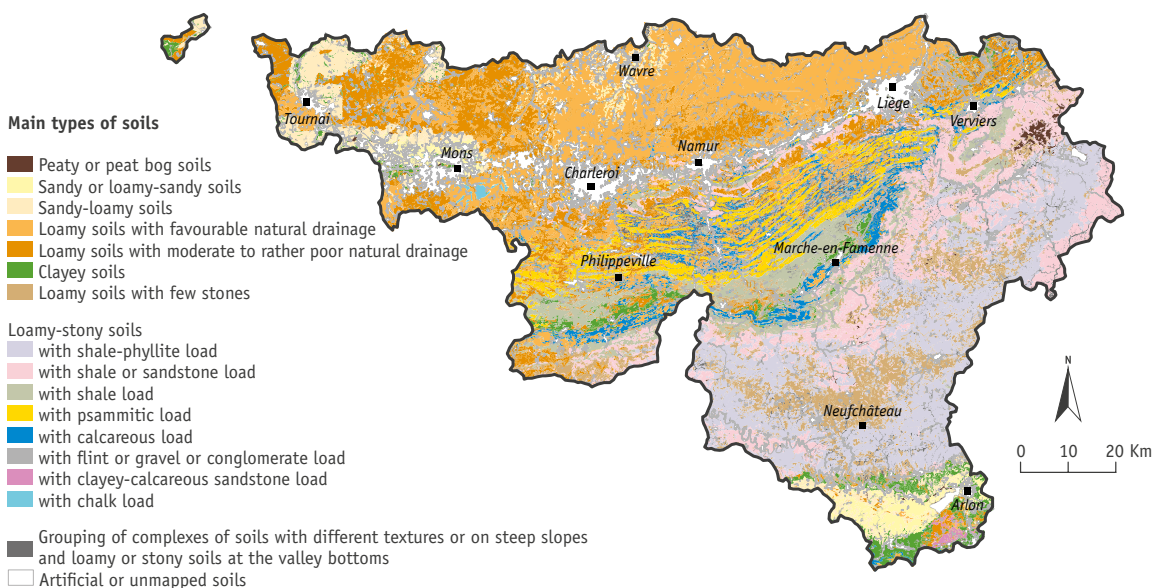 Main types of soils
Peaty or peat bog soils
Sandy or loamy-sandy soils
Sandy-loamy soils
Loamy soils with favourable natural drainage
Loamy soils with moderate to rather poor natural drainage
Clayey soils
Loamy soils with few stones
Loamy-stony soils
with shale-phyllite load
with shale or sandstone load
with shale load
with psammitic load
with calcareous load
with flint or gravel or conglomerate load
with clayey-calcareous sandstone load
with chalk load
Grouping of complexes of soils with different textures or on steep slopes
and loamy or stony soils at the valley bottoms
Artificial or unmapped soils
Wavre
Liège
Tournai
Verviers
Mons
Namur
Charleroi
Marche-en-Famenne
Philippeville
Neufchâteau
Arlon
N
0 10 20 Km